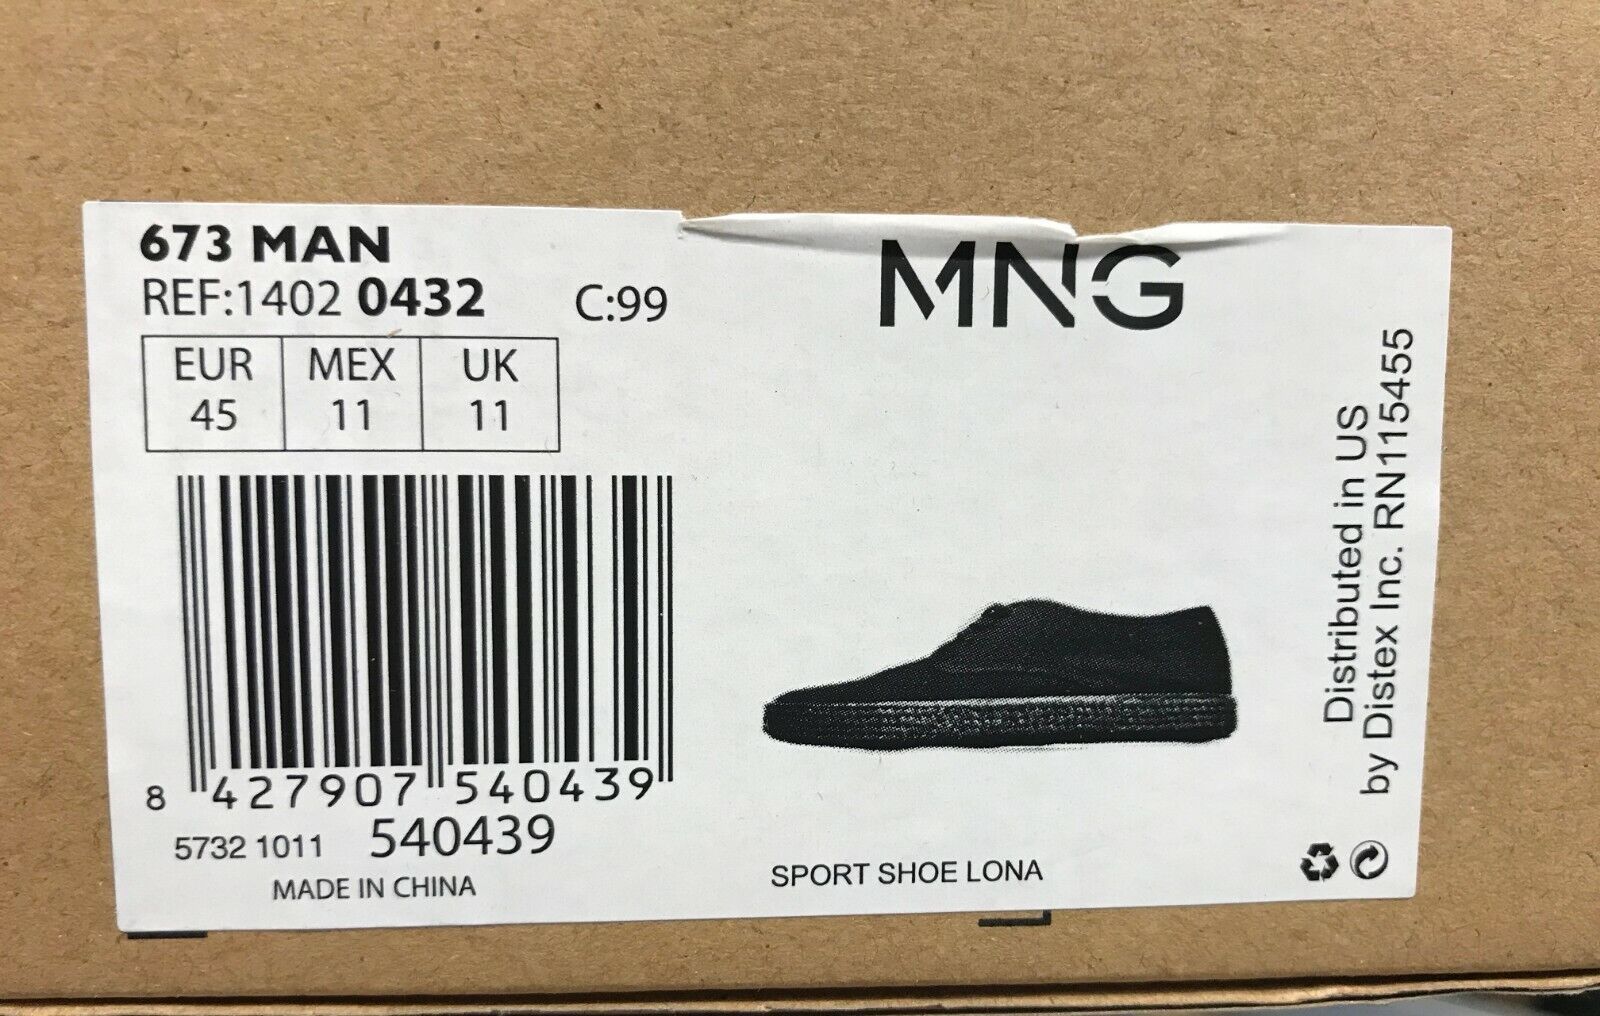 673 MAN
REF:1402 0432 C:99
EUR MEX UK
45 11 11
8 427907 540439
5732 1011 540439
MADE IN CHINA
MNG
SPORT SHOE LONA
Distributed in US
by Distex Inc. RN115455